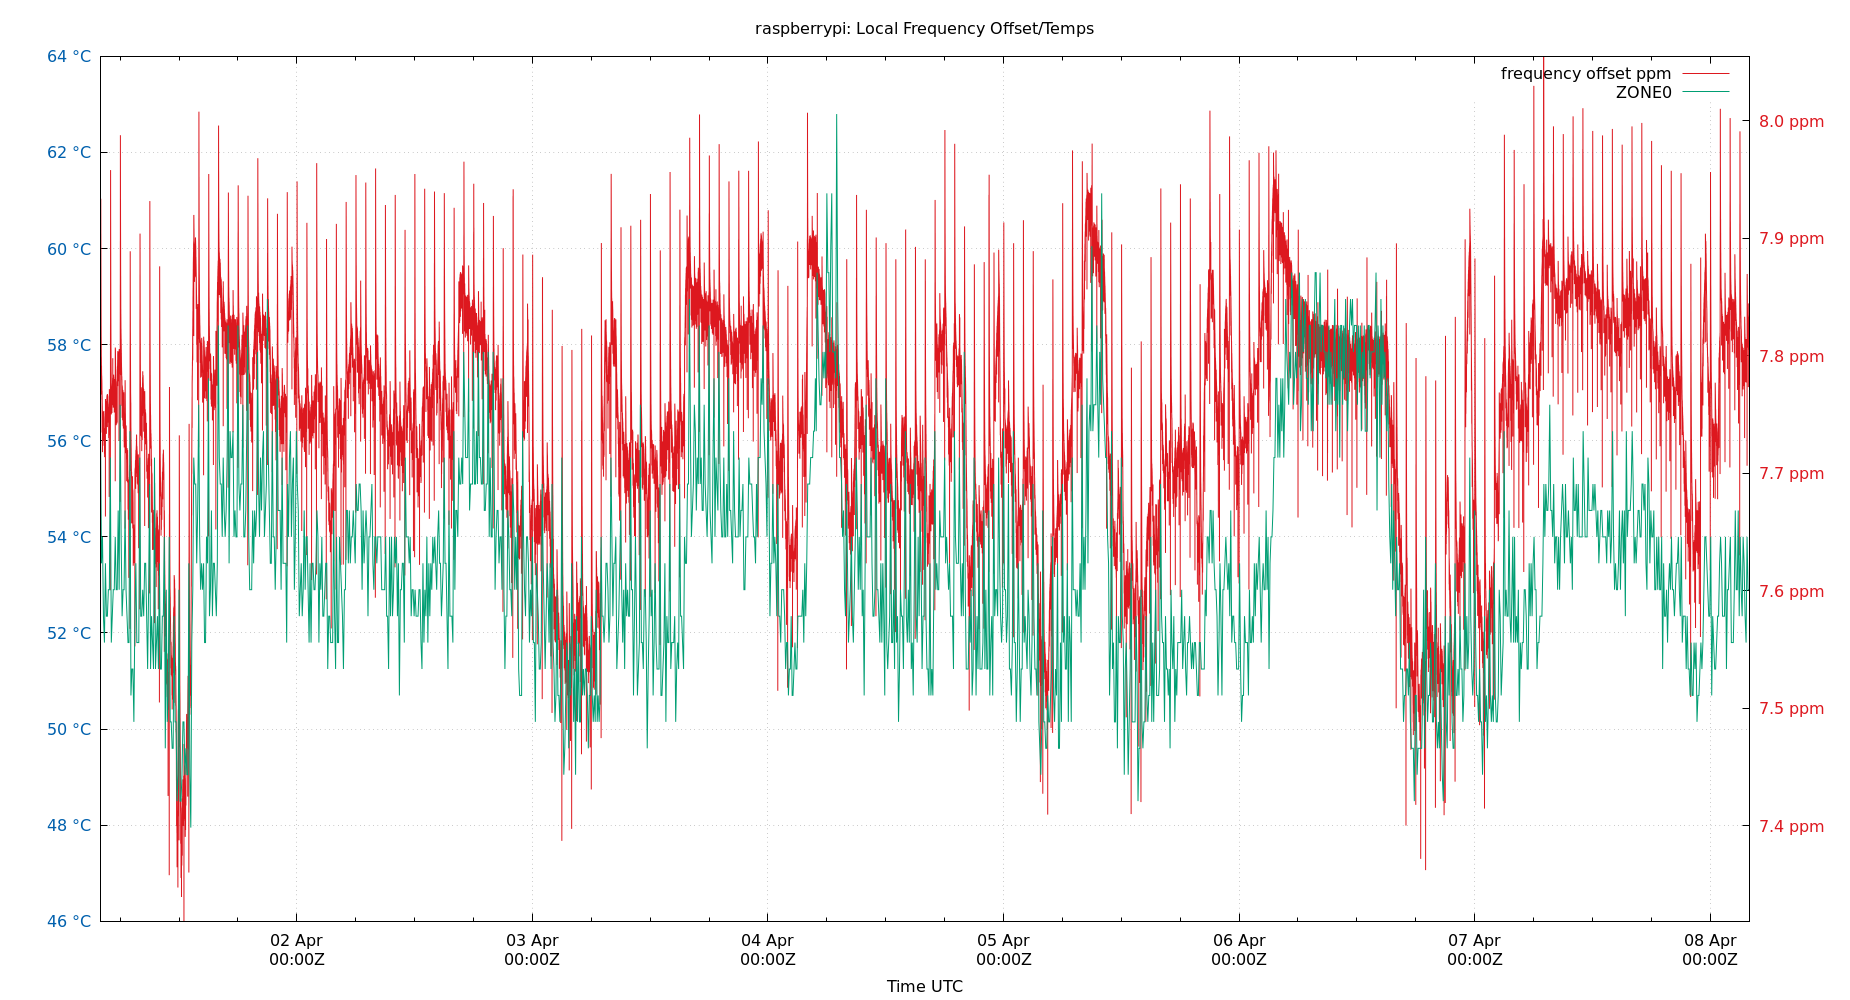 raspberrypi: Local Frequency Offset/Temps
64 °C
62 °C
60 °C
58 °C
56 °C
54 °C
52 °C
50 °C
48 °C
46 °C
frequency offset ppm
ZONE0
8.0 ppm
7.9 ppm
7.8 ppm
7.7 ppm
7.6 ppm
7.5 ppm
7.4 ppm
02 Apr
00:00Z
03 Apr
00:00Z
04 Apr
00:00Z
05 Apr
00:00Z
06 Apr
00:00Z
07 Apr
00:00Z
08 Apr
00:00Z
Time UTC